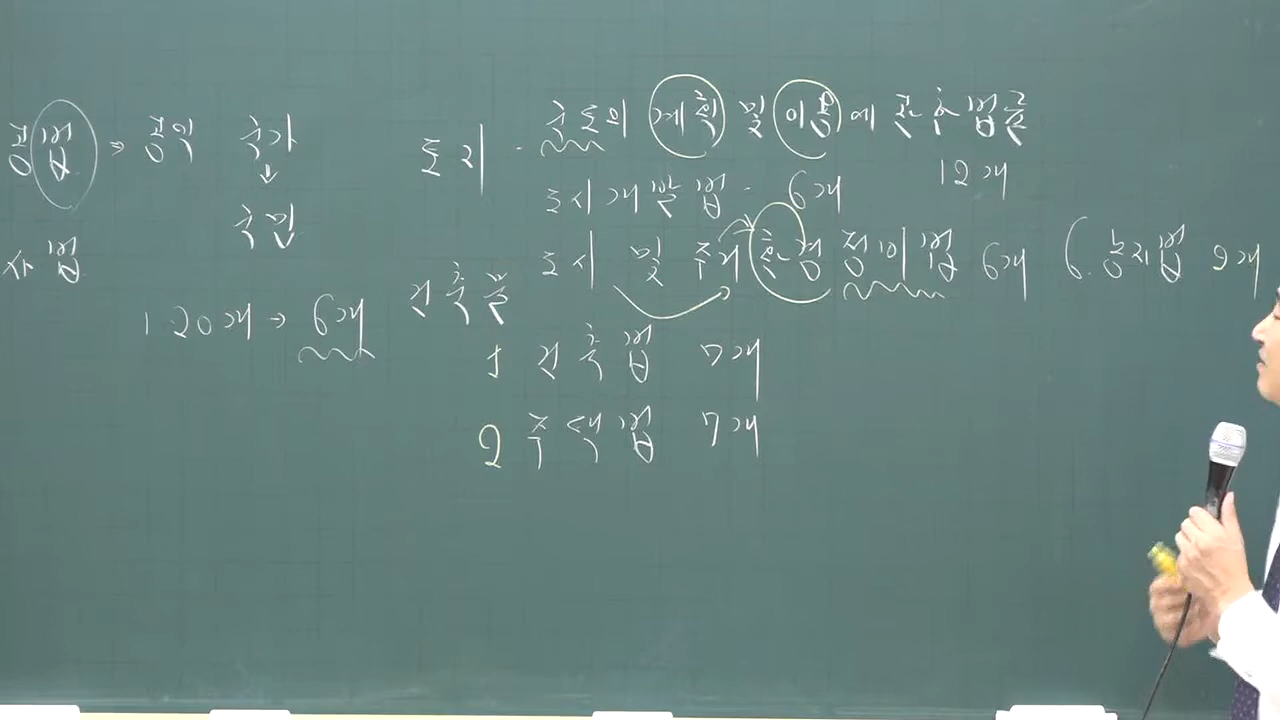 공법 ⇒ 공익 국가
↓
국민
사법
120개 → 6개
토지 - 국토의 계획 및 이용에 관한 법률
12개
도시개발법 - 6개
도시 및 주거환경정비법 6개
6. 농지법 2개
건축물
1 건축법 7개
2 주택법 7개